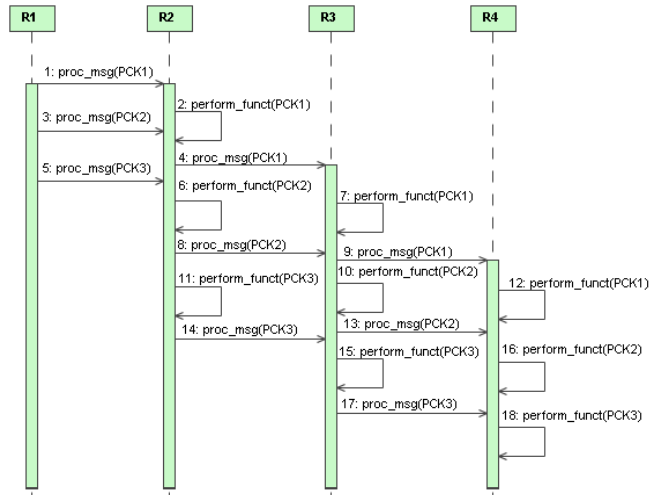 R1
R2
R3
R4
1: proc_msg(PCK1)
2: perform_funct(PCK1)
3: proc_msg(PCK2)
4: proc_msg(PCK1)
5: proc_msg(PCK3)
6: perform_funct(PCK2)
7: perform_funct(PCK1)
8: proc_msg(PCK2)
9: proc_msg(PCK1)
10: perform_funct(PCK2)
11: perform_funct(PCK3)
12: perform_funct(PCK1)
13: proc_msg(PCK2)
14: proc_msg(PCK3)
15: perform_funct(PCK3)
16: perform_funct(PCK2)
17: proc_msg(PCK3)
18: perform_funct(PCK3)